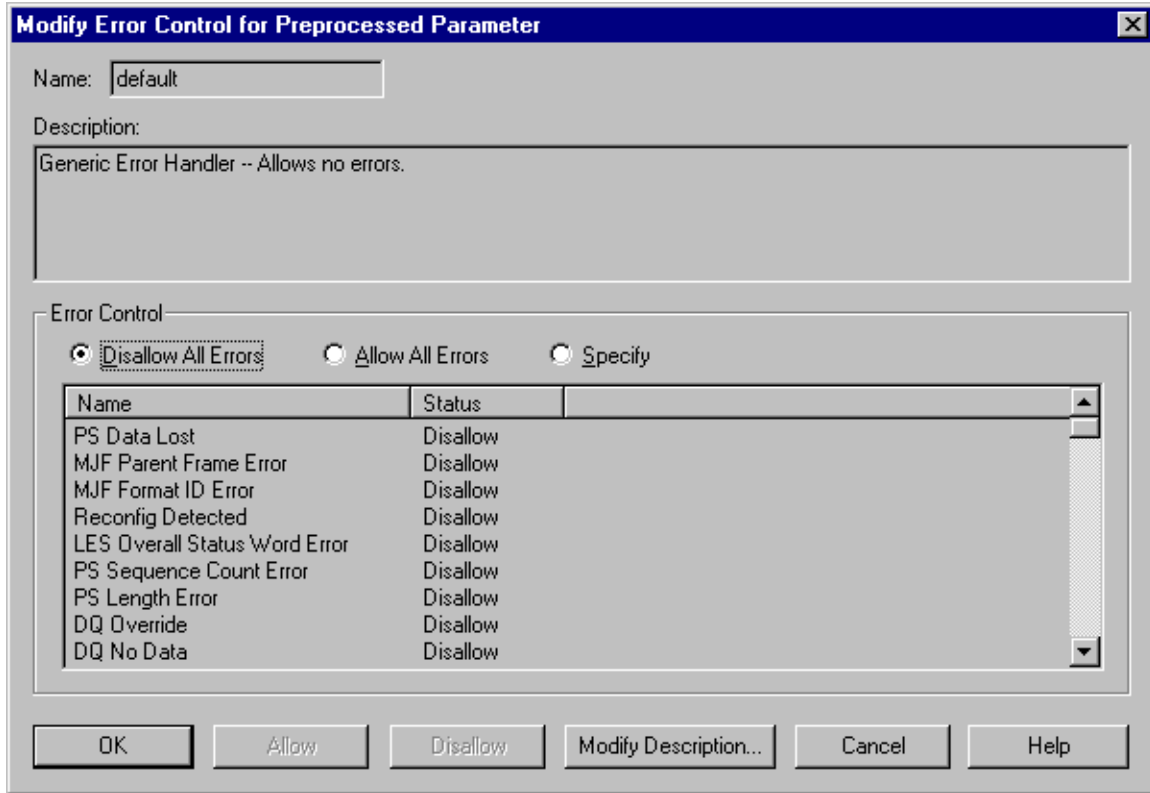 Modify Error Control for Preprocessed Parameter
Name: default
Description:
Generic Error Handler -- Allows no errors.
Error Control
Disallow All Errors Allow All Errors Specify
Name Status
PS Data Lost Disallow
MJF Parent Frame Error Disallow
MJF Format ID Error Disallow
Reconfig Detected Disallow
LES Overall Status Word Error Disallow
PS Sequence Count Error Disallow
PS Length Error Disallow
DQ Override Disallow
DQ No Data Disallow
OK Allow Disallow Modify Description... Cancel Help